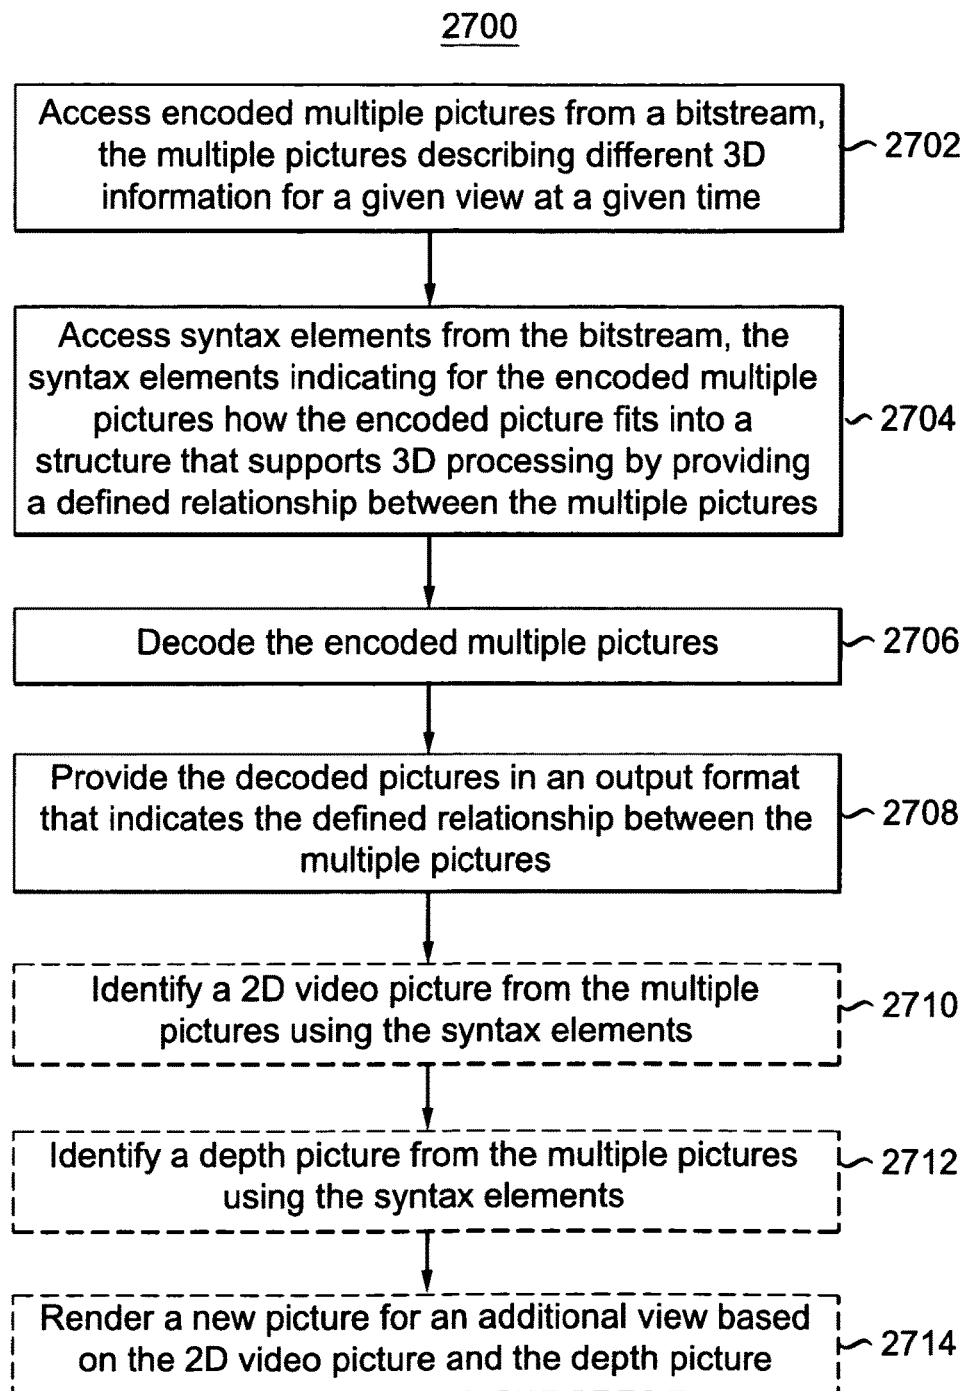 2700
Access encoded multiple pictures from a bitstream,
the multiple pictures describing different 3D
information for a given view at a given time
2702
Access syntax elements from the bitstream, the
syntax elements indicating for the encoded multiple
pictures how the encoded picture fits into a
structure that supports 3D processing by providing
a defined relationship between the multiple pictures
2704
Decode the encoded multiple pictures
2706
Provide the decoded pictures in an output format
that indicates the defined relationship between the
multiple pictures
2708
Identify a 2D video picture from the multiple
pictures using the syntax elements
2710
Identify a depth picture from the multiple pictures
using the syntax elements
2712
Render a new picture for an additional view based
on the 2D video picture and the depth picture
2714